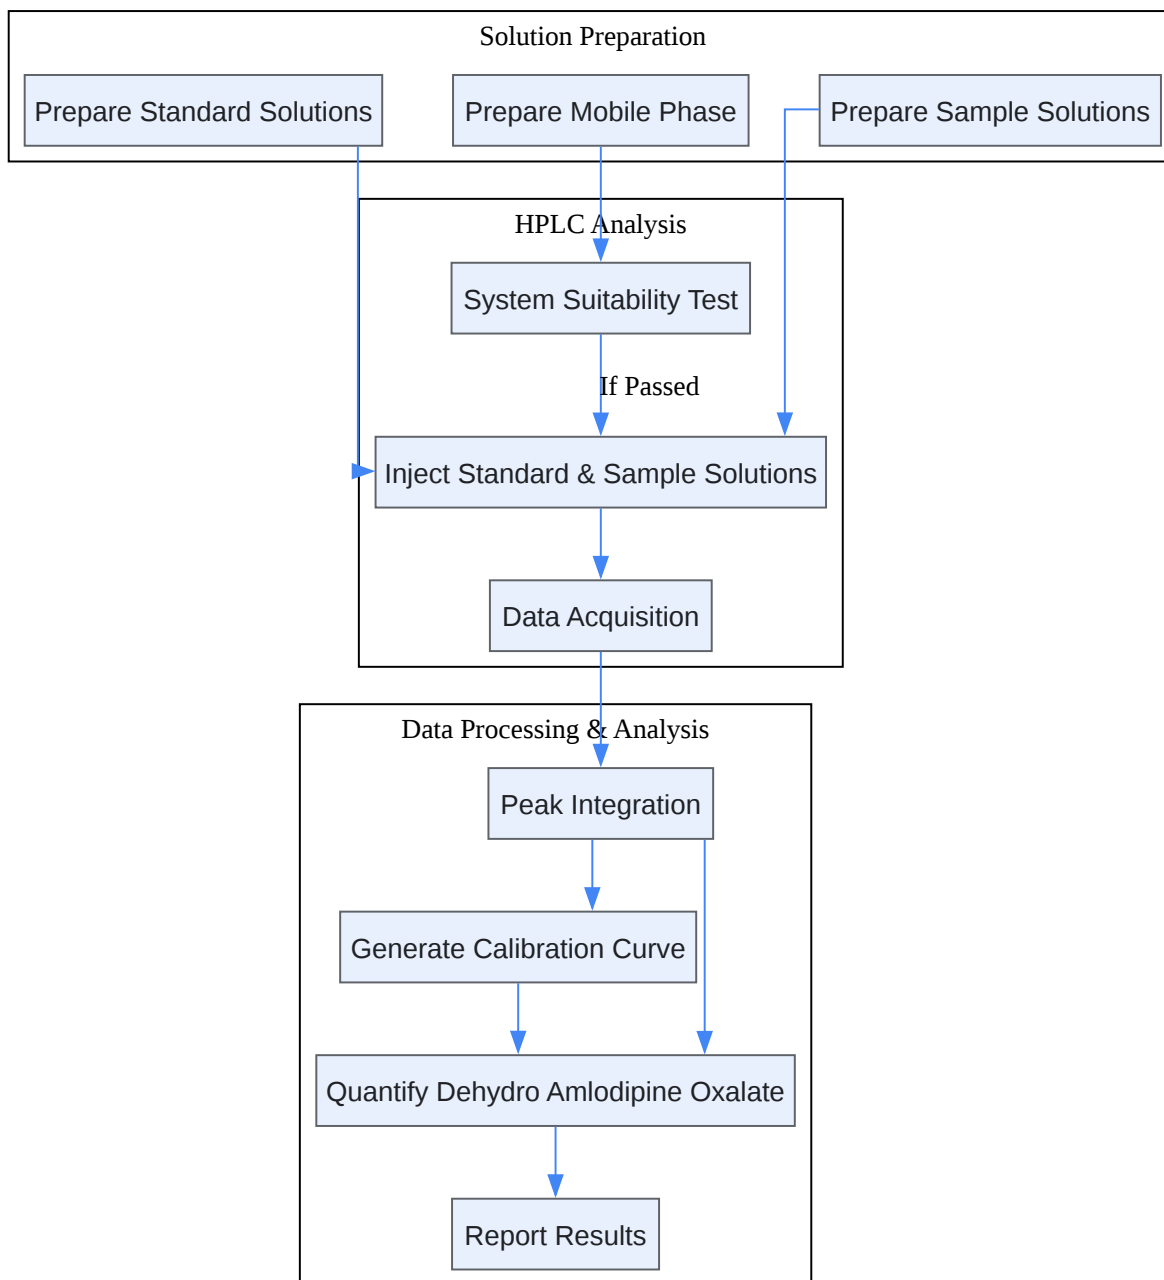 Solution Preparation
Prepare Standard Solutions
Prepare Mobile Phase
Prepare Sample Solutions
HPLC Analysis
System Suitability Test
If Passed
Inject Standard & Sample Solutions
Data Acquisition
Data Processing & Analysis
Peak Integration
Generate Calibration Curve
Quantify Dehydro Amlodipine Oxalate
Report Results